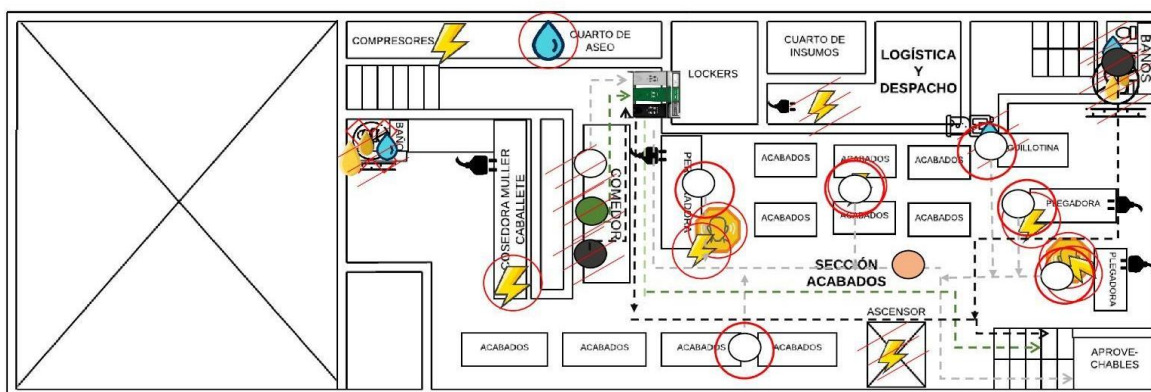 COMPRESORES
CUARTO DE
ASEO
LOCKERS
CUARTO DE
INSUMOS
LOGÍSTICA
Y
DESPACHO
BAÑOS
BAÑO
COSEDORA MULLER
CABALLETE
COMEDOR
ACABADOS
ACABADOS
ACABADOS
GUILLOTINA
ACABADOS
ACABADOS
ACABADOS
PLEGADORA
PLEGADORA
SECCIÓN
ACABADOS
ASCENSOR
ACABADOS
ACABADOS
ACABADOS
ACABADOS
APROVE-
CHABLES